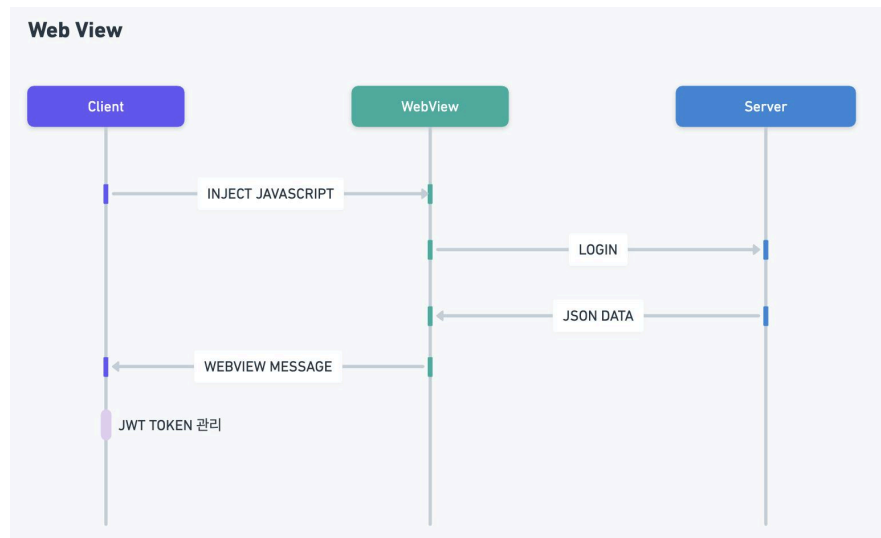 Web View
Client
WebView
Server
INJECT JAVASCRIPT
LOGIN
JSON DATA
WEBVIEW MESSAGE
JWT TOKEN 관리